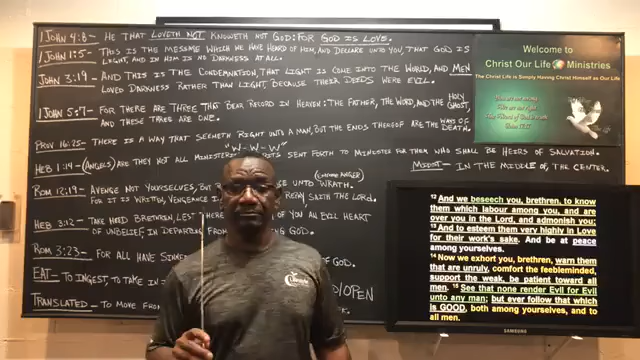 1 JOHN 4:8 - HE THAT LOVETH NOT KNOWETH NOT GOD: FOR GOD IS LOVE.
1 JOHN 1:5 - THIS IS THE MESSAGE WHICH WE HAVE HEARD OF HIM, AND DECLARE UNTO YOU, THAT GOD IS
LIGHT, AND IN HIM IS NO DARKNESS AT ALL.
JOHN 3:19 - AND THIS IS THE CONDEMNATION, THAT LIGHT IS COME INTO THE WORLD, AND MEN
LOVED DARKNESS RATHER THAN LIGHT, BECAUSE THEIR DEEDS WERE EVIL.
1 JOHN 5:7 - FOR THERE ARE THREE THAT BEAR RECORD IN HEAVEN: THE FATHER, THE WORD, AND THE HOLY GHOST,
AND THESE THREE ARE ONE.
PROV 16:25 - THERE IS A WAY THAT SEEMETH RIGHT UNTO A MAN, BUT THE ENDS THEREOF ARE THE WAYS OF DEATH.
"W-W-W"
HEB 1:14 - (ANGELS) ARE THEY NOT ALL MINISTERING SPIRITS SENT FORTH TO MINISTER FOR THEM WHO SHALL BE HEIRS OF SALVATION.
MIDST - IN THE MIDDLE OF THE CENTER.
ROM 12:19 - AVENGE NOT YOURSELVES, BUT UNTO WRATH.
FOR IT IS WRITTEN, VENGEANCE REPAY SAITH THE LORD.
HEB 3:12 - TAKE HEED BRETHREN, LEST OF YOU AN EVIL HEART
OF UNBELIEF, IN DEPARTING GOD.
ROM 3:23 - FOR ALL HAVE SINNED OF GOD.
EAT - TO INGEST, TO TAKE IN /OPEN
TRANSLATED - TO MOVE FROM
Welcome to
Christ Our Life Ministries
The Christ Life is Simply Having Christ Himself as Our Life
12 And we beseech you, brethren, to know
them which labour among you, and are
over you in the Lord, and admonish you;
13 And to esteem them very highly in Love
for their work's sake. And be at peace
among yourselves.
14 Now we exhort you, brethren, warn them
that are unruly, comfort the feebleminded,
support the weak, be patient toward all
men. 15 See that none render Evil for Evil
unto any man; but ever follow that which
is GOOD, both among yourselves, and to
all men.
SAMSUNG